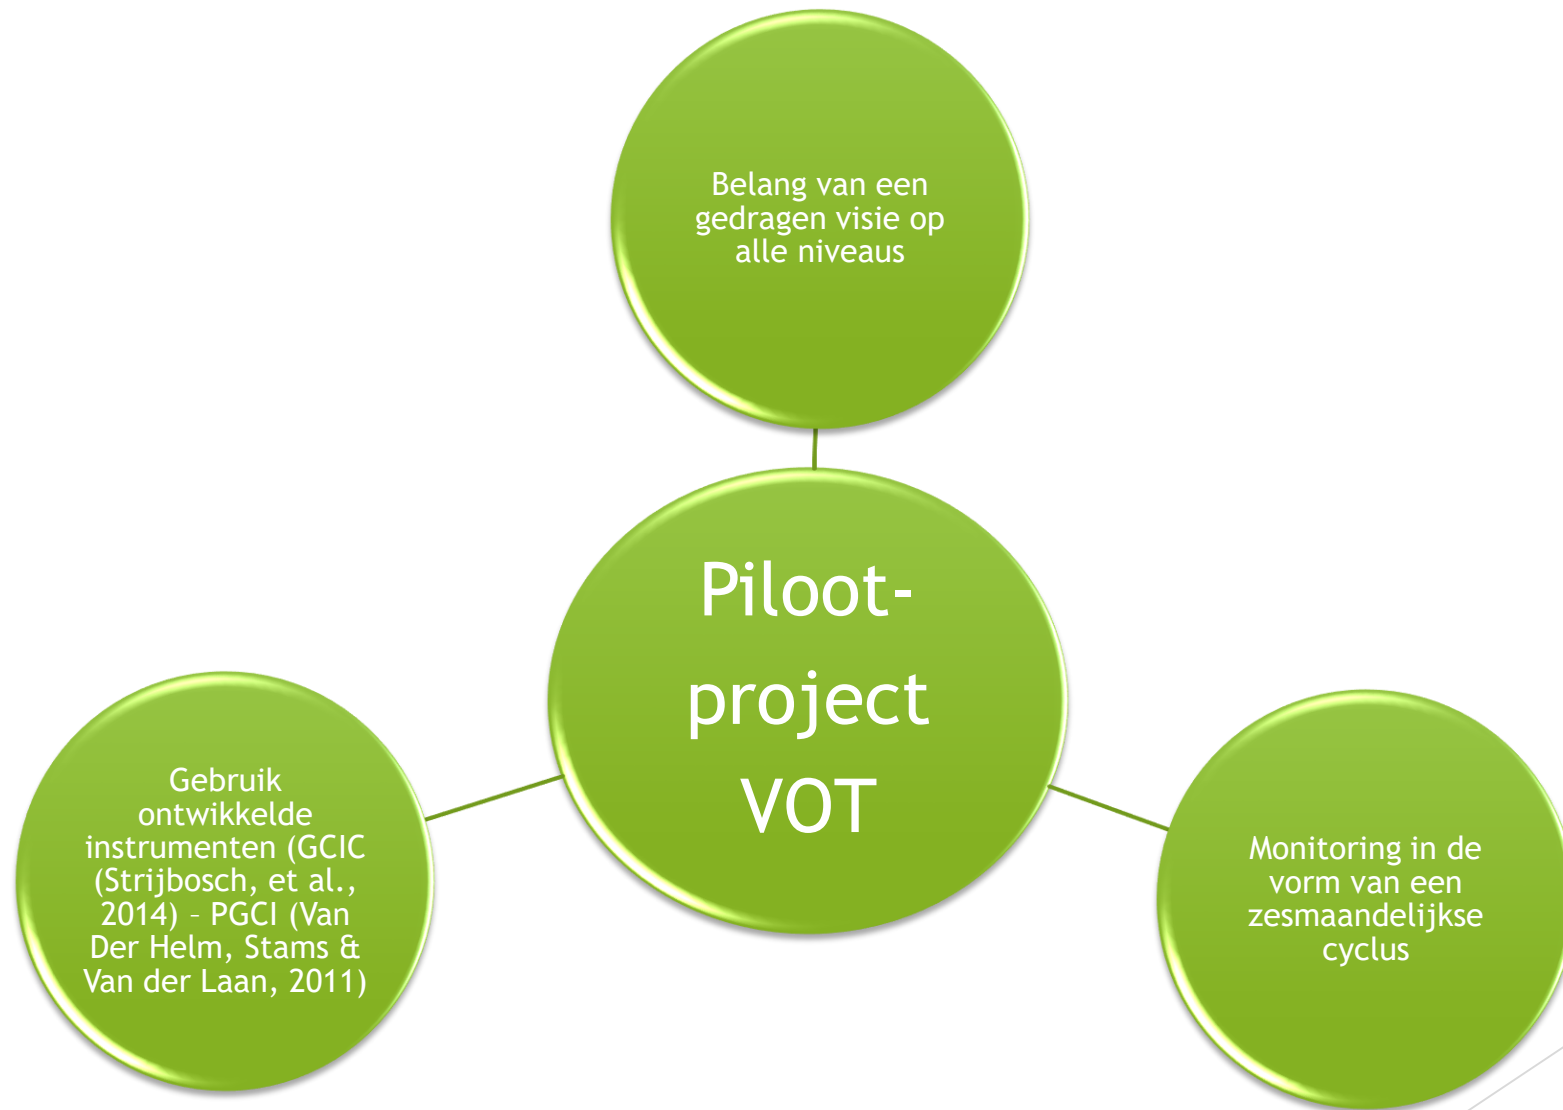 Belang van een
gedragen visie op
alle niveaus
Piloot-
project
VOT
Gebruik
ontwikkelde
instrumenten (GCIC
(Strijbosch, et al.,
2014) – PGCI (Van
Der Helm, Stams &
Van der Laan, 2011)
Monitoring in de
vorm van een
zesmaandelijkse
cyclus